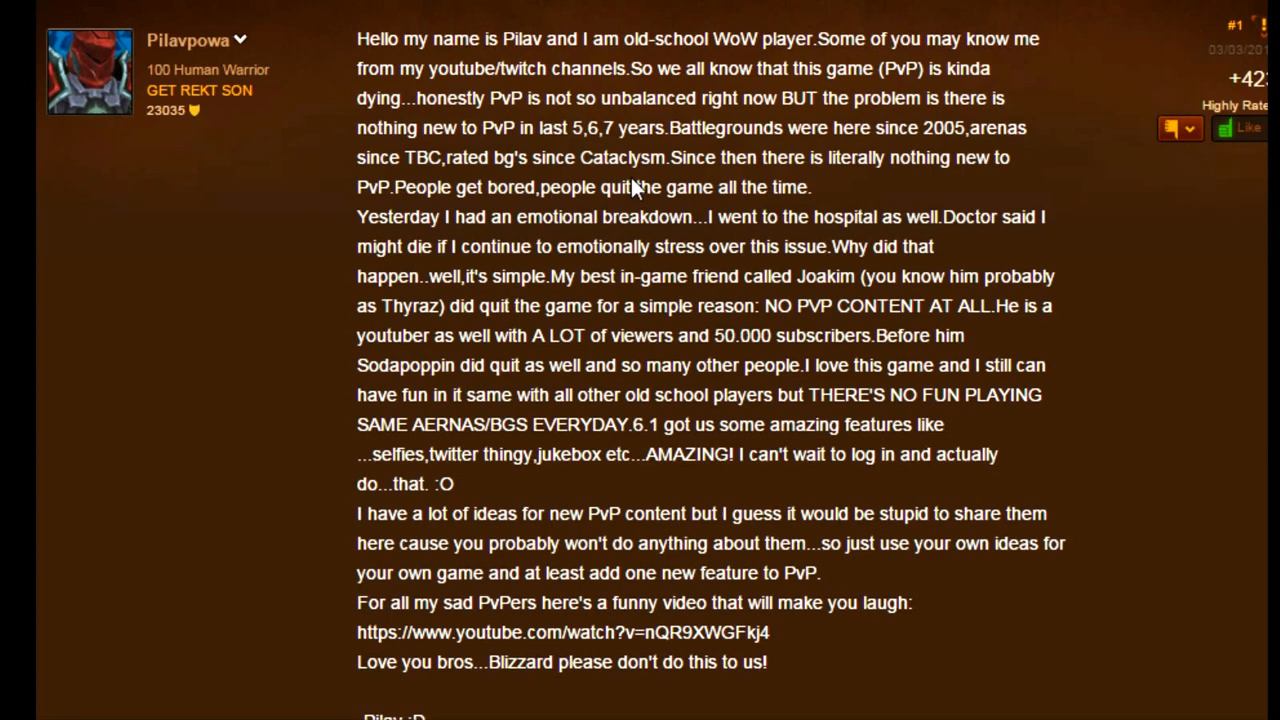 Pilavpowa
100 Human Warrior
GET REKT SON
23035
Hello my name is Pilav and I am old-school WoW player.Some of you may know me
from my youtube/twitch channels.So we all know that this game (PvP) is kinda
dying...honestly PvP is not so unbalanced right now BUT the problem is there is
nothing new to PvP in last 5,6,7 years.Battlegrounds were here since 2005,arenas
since TBC,rated bg's since Cataclysm.Since then there is literally nothing new to
PvP.People get bored,people quit the game all the time.
Yesterday I had an emotional breakdown...I went to the hospital as well.Doctor said I
might die if I continue to emotionally stress over this issue.Why did that
happen..well,it's simple.My best in-game friend called Joakim (you know him probably
as Thyraz) did quit the game for a simple reason: NO PVP CONTENT AT ALL.He is a
youtuber as well with A LOT of viewers and 50.000 subscribers.Before him
Sodapoppin did quit as well and so many other people.I love this game and I still can
have fun in it same with all other old school players but THERE'S NO FUN PLAYING
SAME AERNAS/BGS EVERYDAY.6.1 got us some amazing features like
...selfies,twitter thingy,jukebox etc...AMAZING! I can't wait to log in and actually
do...that. :O
I have a lot of ideas for new PvP content but I guess it would be stupid to share them
here cause you probably won't do anything about them...so just use your own ideas for
your own game and at least add one new feature to PvP.
For all my sad PvPers here's a funny video that will make you laugh:
https://www.youtube.com/watch?v=nQR9XWGFkj4
Love you bros...Blizzard please don't do this to us!
Pilav :D
#1
03/03/201
+423
Highly Rate
Like